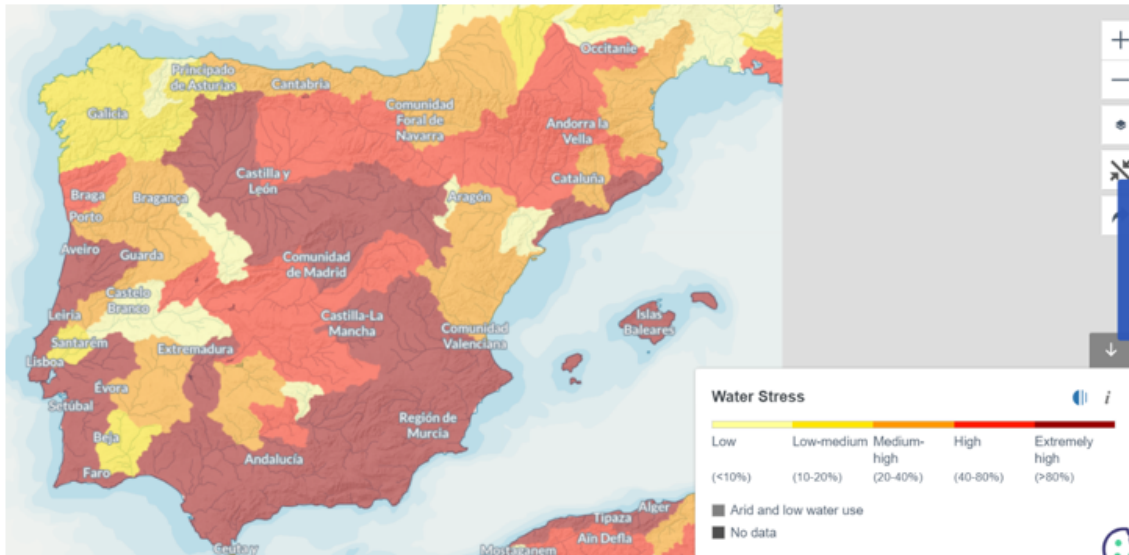 Occitanie
Principado
de Asturias
Cantabria
Galicia
Comunidad
Foral de
Navarra
Andorra la
Vella
Castilla y
León
Cataluña
Braga
Bragança
Aragón
Porto
Aveiro
Guarda
Comunidad
de Madrid
Castelo
Branco
Leiria
Castilla-La
Mancha
Islas
Baleares
Comunidad
Valenciana
Santarém
Extremadura
Lisboa
Évora
Setúbal
Región de
Murcia
Beja
Andalucía
Faro
Alger
Tipaza
Aïn Defla
Mostaganem
Ceuta y
Water Stress
i
Low
Low-medium
Medium-
high
High
Extremely
high
(<10%)
(10-20%)
(20-40%)
(40-80%)
(>80%)
Arid and low water use
No data